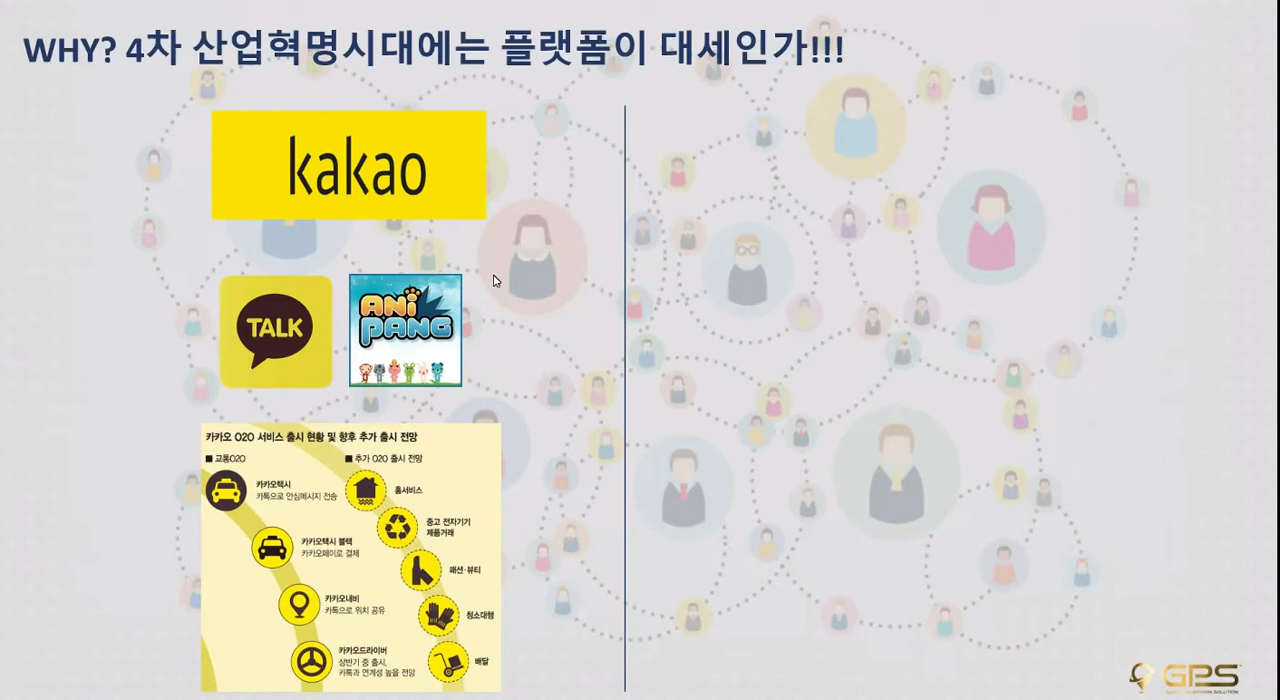 WHY? 4차 산업혁명시대에는 플랫폼이 대세인가!!!
kakao
TALK
ANi
PANG
카카오 O2O 서비스 출시 현황 및 향후 추가 출시 전망
■ 교통O2O
■ 추가 O2O 출시 전망
카카오택시
카톡으로 안심메시지 전송
홈서비스
중고 전자기기
제품거래
카카오택시 블랙
카카오페이로 결제
패션·뷰티
카카오내비
카톡으로 위치 공유
청소대행
카카오드라이버
상반기 중 출시,
카톡과 연계성 높을 전망
배달
GPS